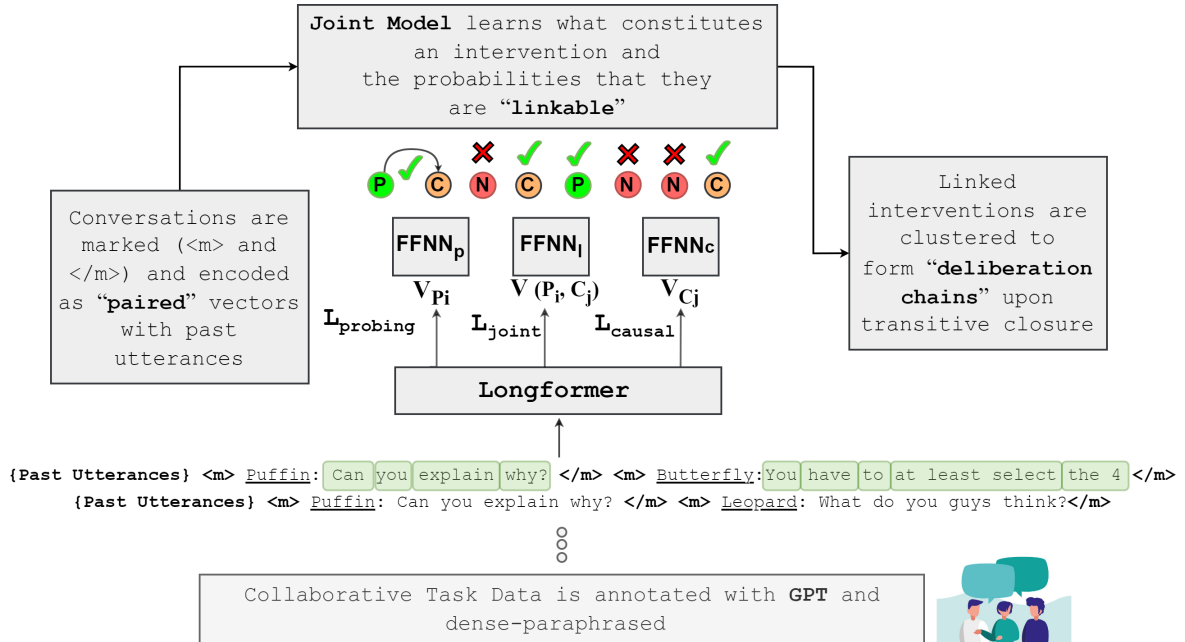 Joint Model learns what constitutes
an intervention and
the probabilities that they
are “linkable”
P C N C P N N C
Conversations are
marked (<m> and
</m>) and encoded
as “paired” vectors
with past
utterances
Linked
interventions are
clustered to
form “deliberation
chains” upon
transitive closure
FFNNp FFNNl FFNNc
VPi V (Pi, Cj) VCj
Lprobing Ljoint Lcausal
Longformer
{Past Utterances} <m> Puffin: Can you explain why? </m> <m> Butterfly:You have to at least select the 4 </m>
{Past Utterances} <m> Puffin: Can you explain why? </m> <m> Leopard: What do you guys think?</m>
Collaborative Task Data is annotated with GPT and
dense-paraphrased